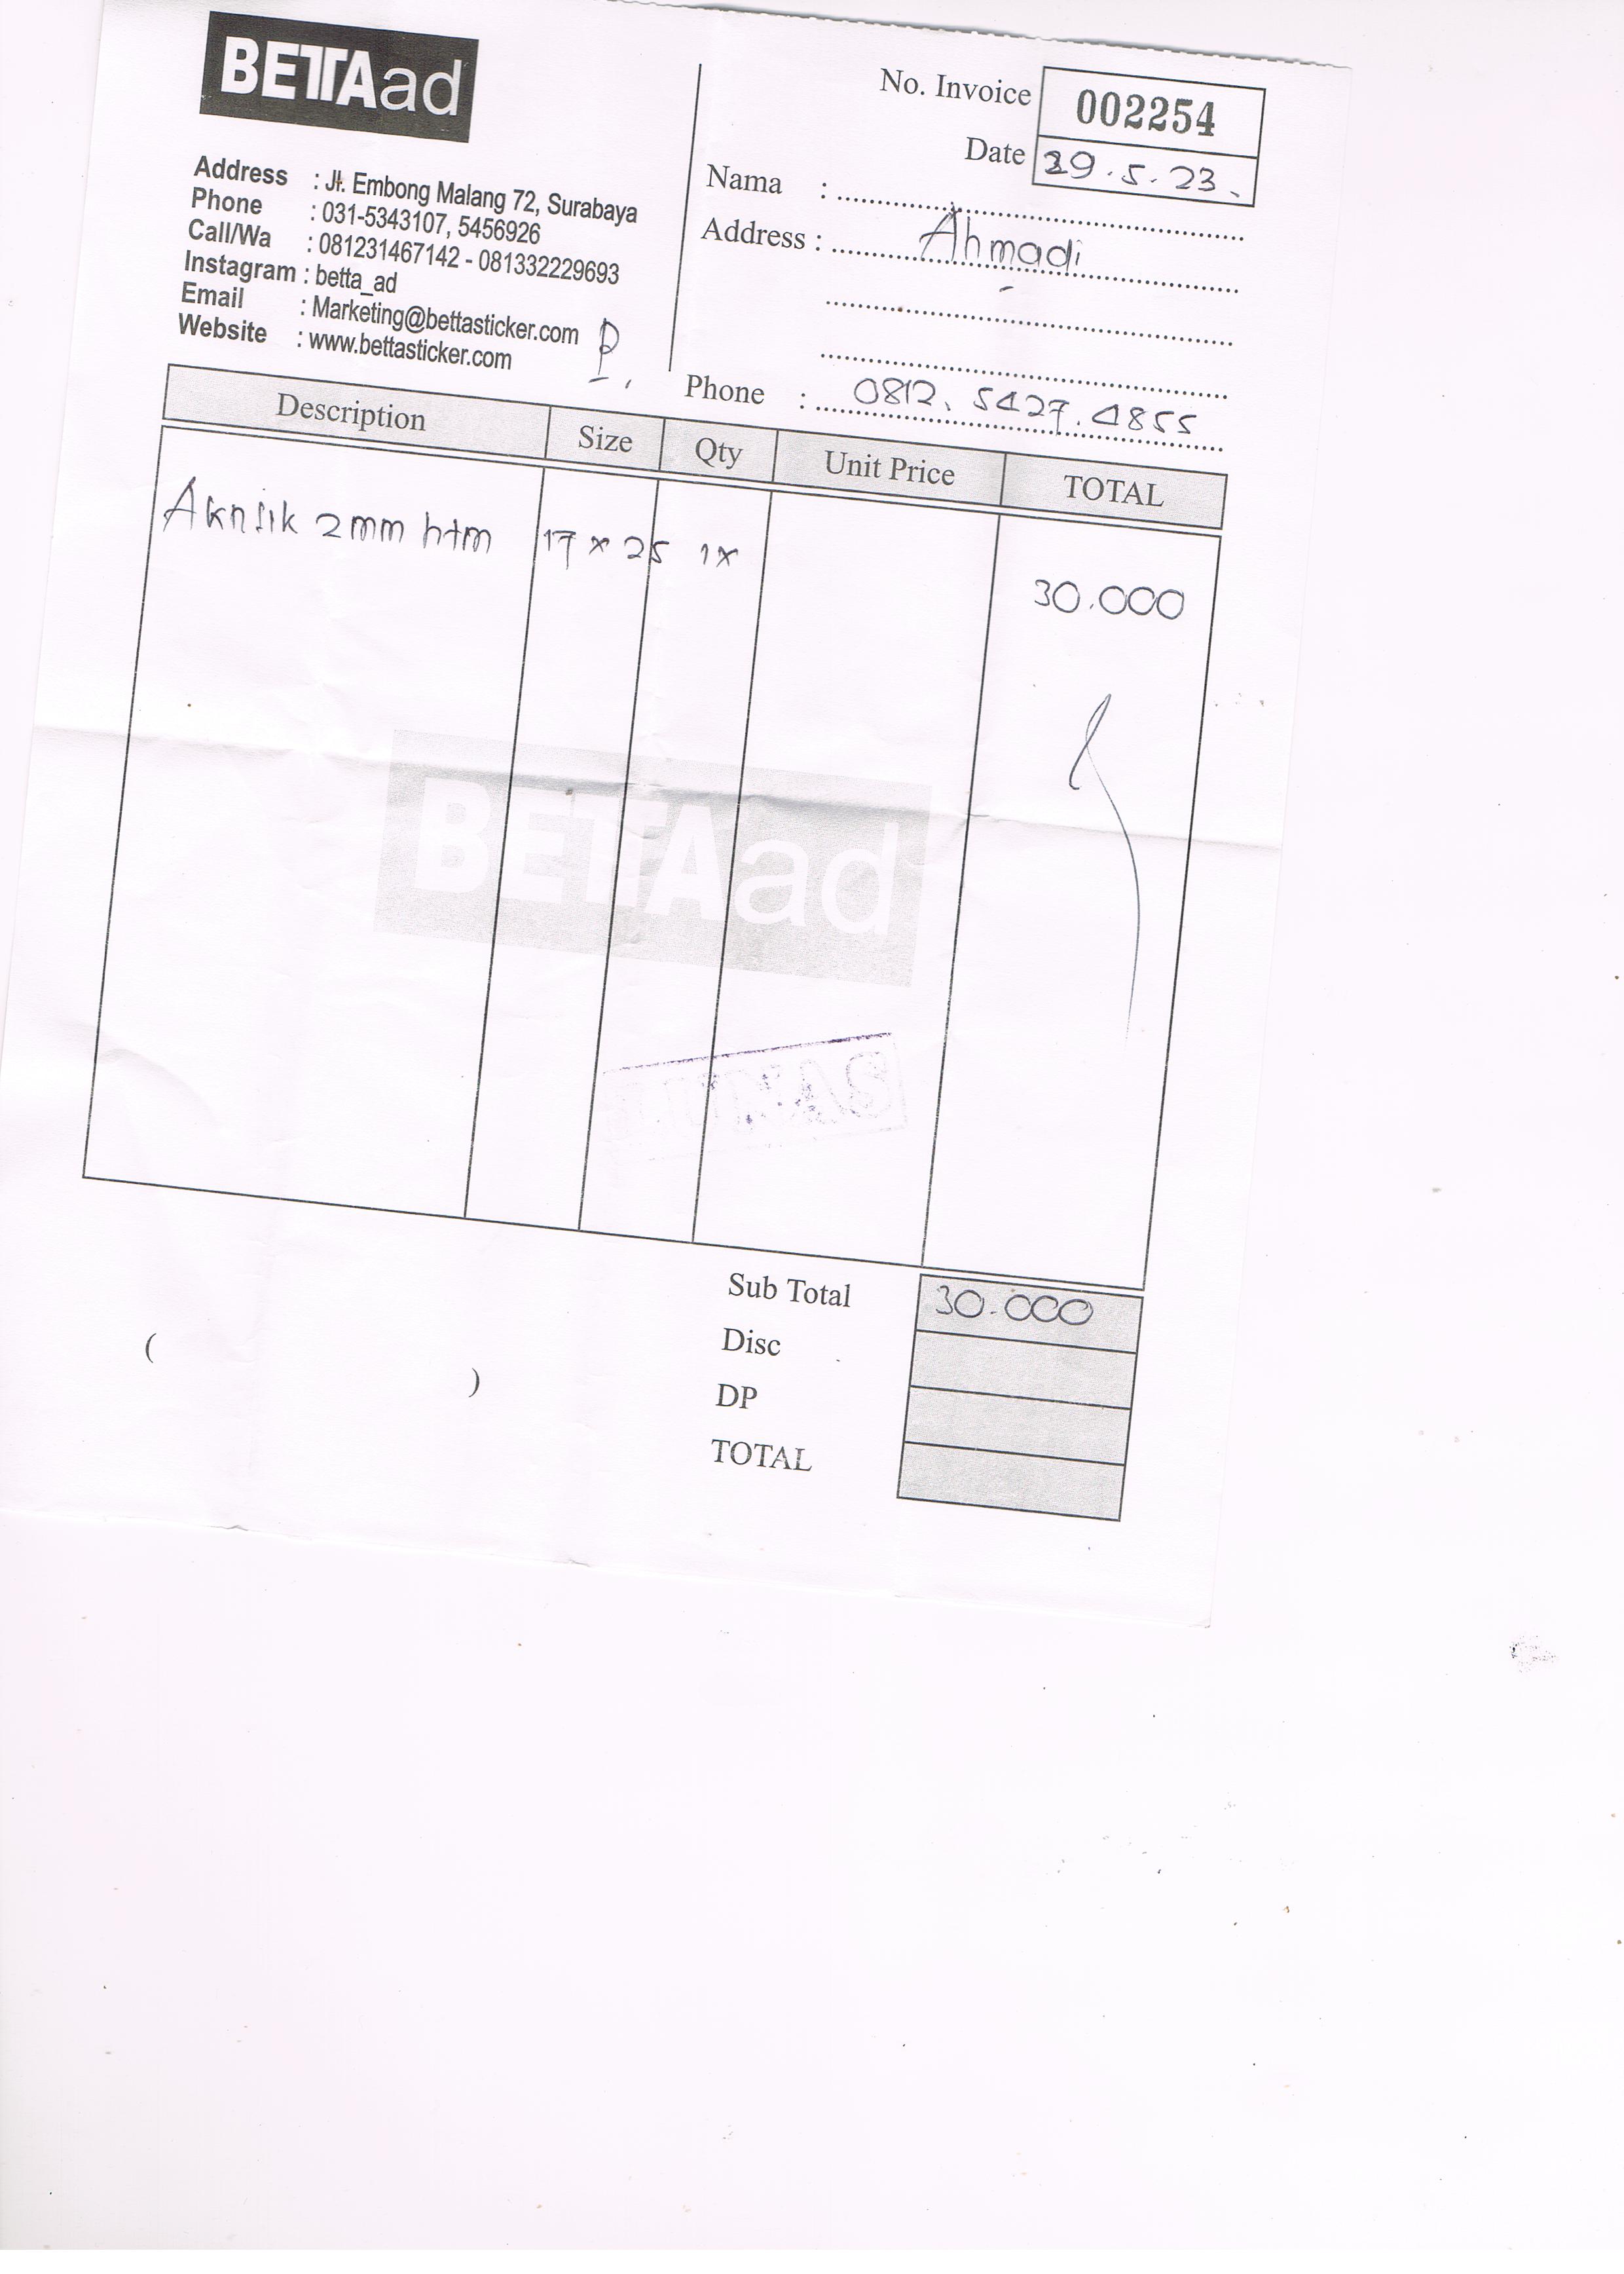 BETTAad
No. Invoice 002254
Date 29.5.23.
Address : Jl. Embong Malang 72, Surabaya
Phone : 031-5343107, 5456926
Call/Wa : 081231467142 - 081332229693
Instagram : betta_ad
Email : Marketing@bettasticker.com
Website : www.bettasticker.com
Nama :
Address : Ahmadi
Phone : 0812.5427.4855
Description Size Qty Unit Price TOTAL
Akrilik 2mm htm 17 x 25 1x
30.000
BETTAad
LUNAS
Sub Total 30.000
Disc
DP
TOTAL
( )